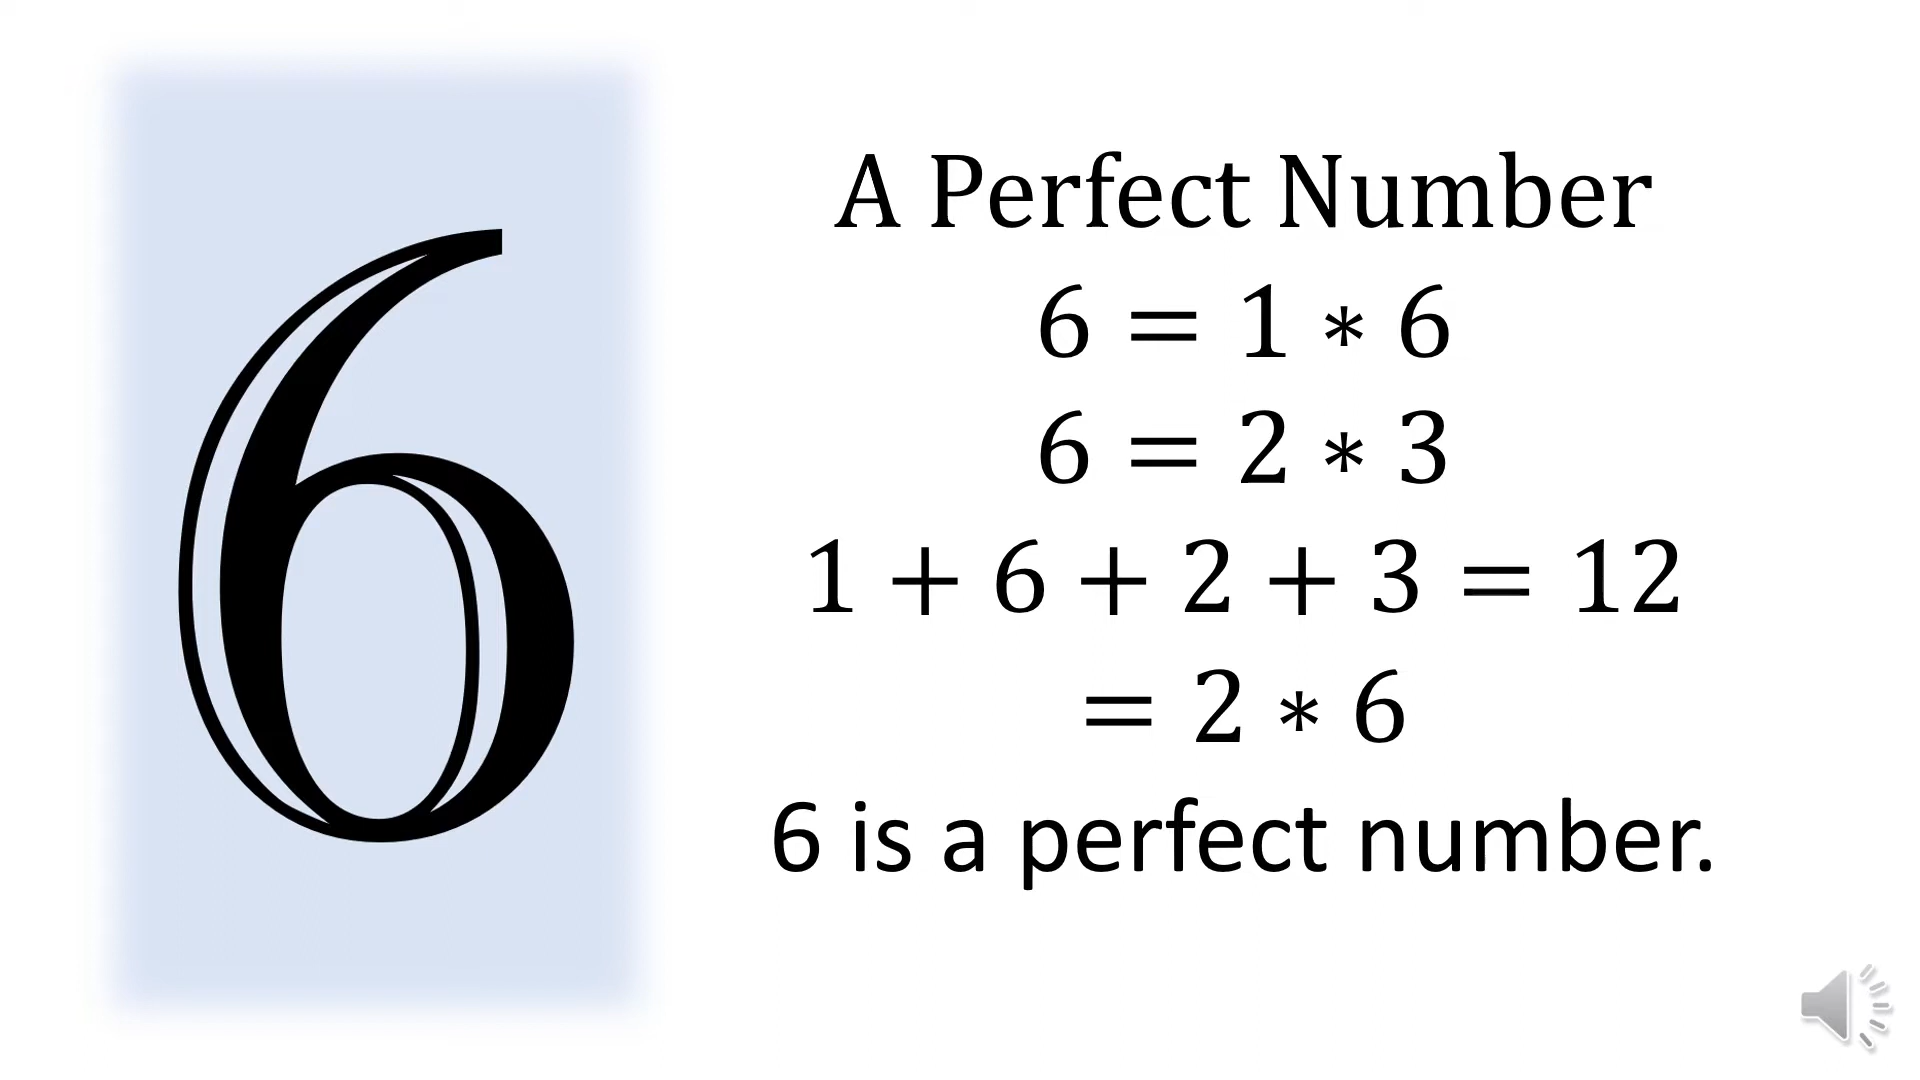 6
A Perfect Number
6 = 1 ∗ 6
6 = 2 ∗ 3
1 + 6 + 2 + 3 = 12
= 2 ∗ 6
6 is a perfect number.